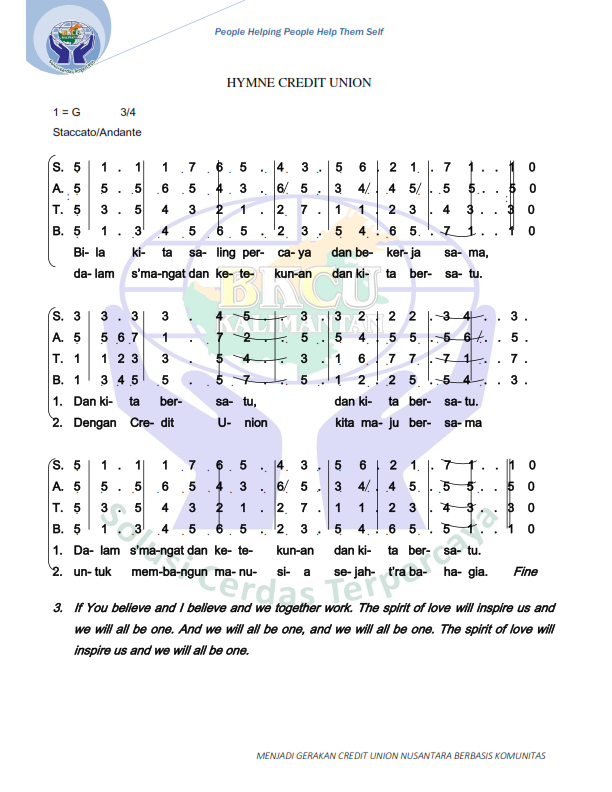 People Helping People Help Them Self
BKCU
KALIMANTAN
HYMNE CREDIT UNION
1 = G 3/4
Staccato/Andante
S. 5 | 1 . 1 | 1 7 6 5 . 4 3 . | 5 6 . 2 1 . | 7 1 . . 1 0
A. 5 | 5 . 5 | 6 5 4 3 . 6/ 5 . | 3 4/ . 4 5/ . | 5 5 . . 5 0
T. 5 | 3 . 5 | 4 3 2 1 . 2 7 . | 1 1 . 2 3 . | 4 3 . . 3 0
B. 5 | 1 . 3 | 4 5 6 5 . 2 3 . | 5 4 . 6 5 . | 7 1 . . 1 0
Bi- la ki- ta sa- ling per- ca- ya dan be- ker- ja sa- ma,
da- lam s'ma-ngat dan ke- te- kun-an dan ki- ta ber- sa- tu.
S. 3 | 3 . 3 | 3 . 4 5 . . 3 | 3 2 . 2 2 . 3 4 . . 3 .
A. 5 | 5 6 7 | 1 . 7 2 . . 5 | 5 4 . 5 5 . 5 6/ . . 5 .
T. 1 | 1 2 3 | 3 . 5 4 . . 3 | 1 6 . 7 7 . 7 1 . . 7 .
B. 1 | 3 4 5 | 5 . 5 7 . . 5 | 1 2 . 2 5 . 5 4 . . 3 .
1. Dan ki- ta ber- sa- tu, dan ki- ta ber- sa- tu.
2. Dengan Cre- dit U- nion kita ma- ju ber- sa- ma
S. 5 | 1 . 1 | 1 7 6 5 . 4 3 . | 5 6 . 2 1 . | 7 1 . . 1 0
A. 5 | 5 . 5 | 6 5 4 3 . 6/ 5 . | 3 4/ . 4 5 . | 5 5 . . 5 0
T. 5 | 3 . 5 | 4 3 2 1 . 2 7 . | 1 1 . 2 3 . | 4 3 . . 3 0
B. 5 | 1 . 3 | 4 5 6 5 . 2 3 . | 5 4 . 6 5 . | 5 1 . . 1 0
1. Da- lam s'ma-ngat dan ke- te- kun-an dan ki- ta ber- sa- tu.
2. un- tuk mem-ba-ngun ma-nu- si- a se-jah- t'ra ba- ha- gia. Fine
Solusi Cerdas Terpercaya
3. If You believe and I believe and we together work. The spirit of love will inspire us and
we will all be one. And we will all be one, and we will all be one. The spirit of love will
inspire us and we will all be one.
MENJADI GERAKAN CREDIT UNION NUSANTARA BERBASIS KOMUNITAS